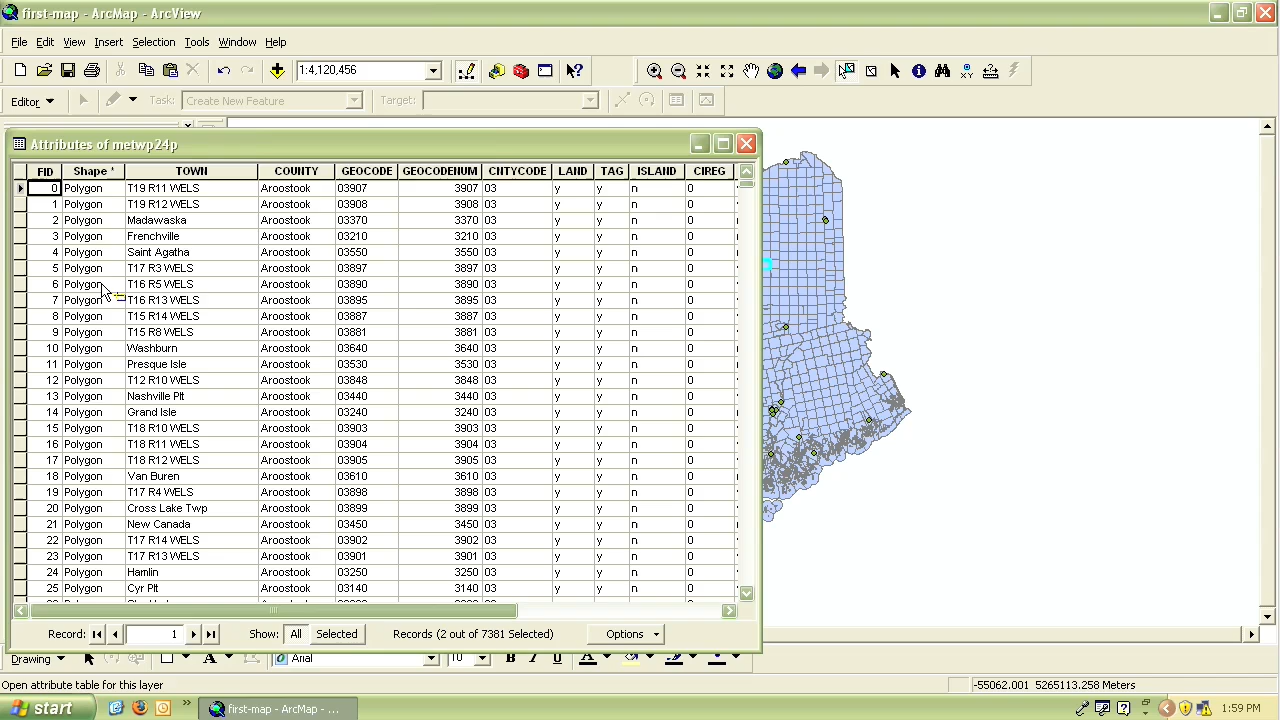 first-map - ArcMap - ArcView
File Edit View Insert Selection Tools Window Help
1:4,120,456
Editor Task: Create New Feature Target:
Attributes of metwp24p
FID Shape * TOWN COUNTY GEOCODE GEOCODENUM CNTYCODE LAND TAG ISLAND CIREG
0 Polygon T19 R11 WELS Aroostook 03907 3907 03 y y n 0
Polygon T19 R12 WELS Aroostook 03908 3908 03 y y n 0
2 Polygon Madawaska Aroostook 03370 3370 03 y y n 0
3 Polygon Frenchville Aroostook 03210 3210 03 y y n 0
4 Polygon Saint Agatha Aroostook 03550 3550 03 y y n 0
5 Polygon T17 R3 WELS Aroostook 03897 3897 03 y y n 0
6 Polygon T16 R5 WELS Aroostook 03890 3890 03 y y n 0
7 Polygon T16 R13 WELS Aroostook 03895 3895 03 y y n 0
8 Polygon T15 R14 WELS Aroostook 03887 3887 03 y y n 0
9 Polygon T15 R8 WELS Aroostook 03881 3881 03 y y n 0
10 Polygon Washburn Aroostook 03640 3640 03 y y n 0
11 Polygon Presque Isle Aroostook 03530 3530 03 y y n 0
12 Polygon T12 R10 WELS Aroostook 03848 3848 03 y y n 0
13 Polygon Nashville Plt Aroostook 03440 3440 03 y y n 0
14 Polygon Grand Isle Aroostook 03240 3240 03 y y n 0
15 Polygon T18 R10 WELS Aroostook 03903 3903 03 y y n 0
16 Polygon T18 R11 WELS Aroostook 03904 3904 03 y y n 0
17 Polygon T18 R12 WELS Aroostook 03905 3905 03 y y n 0
18 Polygon Van Buren Aroostook 03610 3610 03 y y n 0
19 Polygon T17 R4 WELS Aroostook 03898 3898 03 y y n 0
20 Polygon Cross Lake Twp Aroostook 03899 3899 03 y y n 0
21 Polygon New Canada Aroostook 03450 3450 03 y y n 0
22 Polygon T17 R14 WELS Aroostook 03902 3902 03 y y n 0
23 Polygon T17 R13 WELS Aroostook 03901 3901 03 y y n 0
24 Polygon Hamlin Aroostook 03250 3250 03 y y n 0
25 Polygon Cyr Plt Aroostook 03140 3140 03 y y n 0
Record: 1 Show: All Selected Records (2 out of 7381 Selected) Options
Drawing A Arial 10 B I U A
Open attribute table for this layer -55062.001 5265113.258 Meters
start first-map - ArcMap - ... 1:59 PM